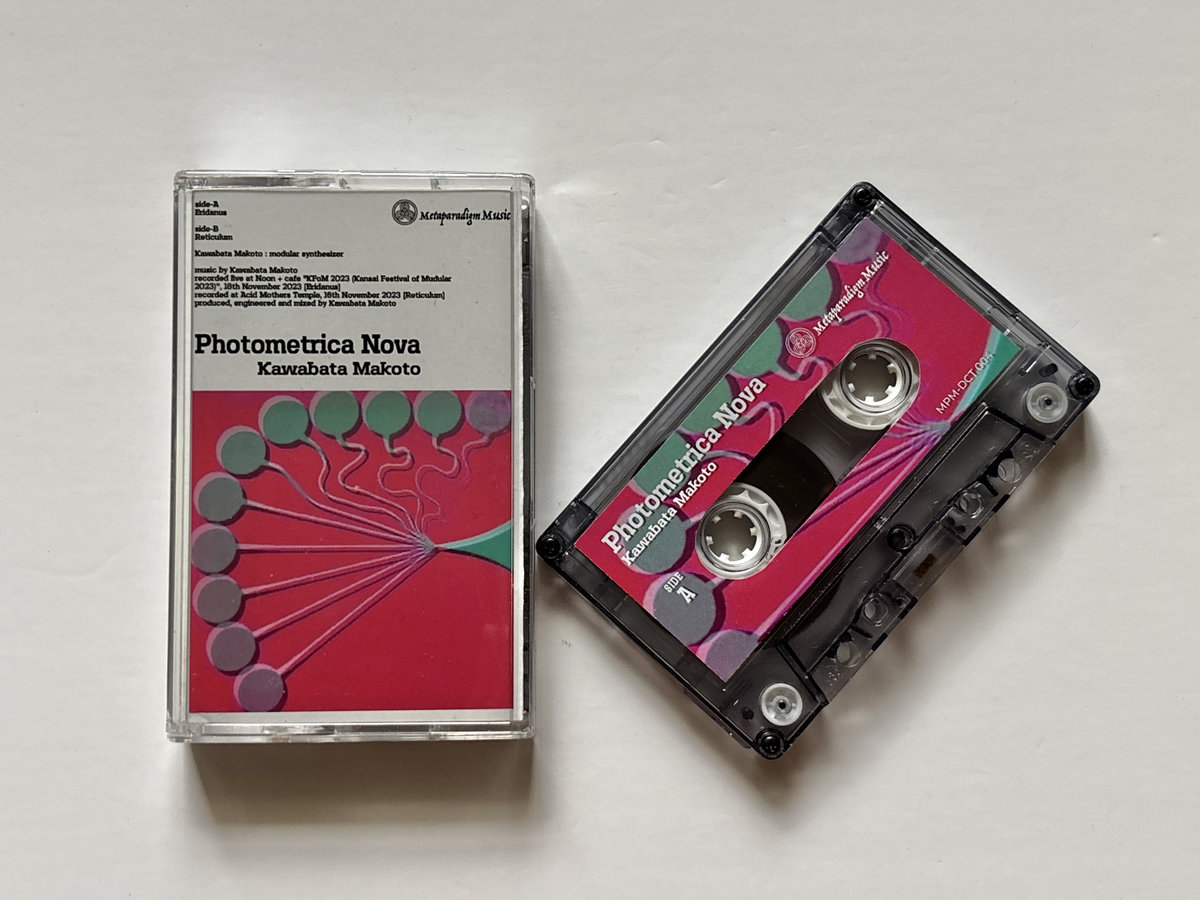 side-A
Eridanus
side-B
Reticulum
Metaparadigm Music
Kawabata Makoto : modular synthesizer
music by Kawabata Makoto
recorded live at Noon + cafe "KFoM 2023 (Kansai Festival of Mudular
2023)", 18th November 2023 [Eridanus]
recorded at Acid Mothers Temple, 16th November 2023 [Reticulum]
produced, engineered and mixed by Kawabata Makoto
Photometrica Nova
Kawabata Makoto
Metaparadigm Music
Photometrica Nova
Kawabata Makoto
SIDE
A
MPM-DCT 004